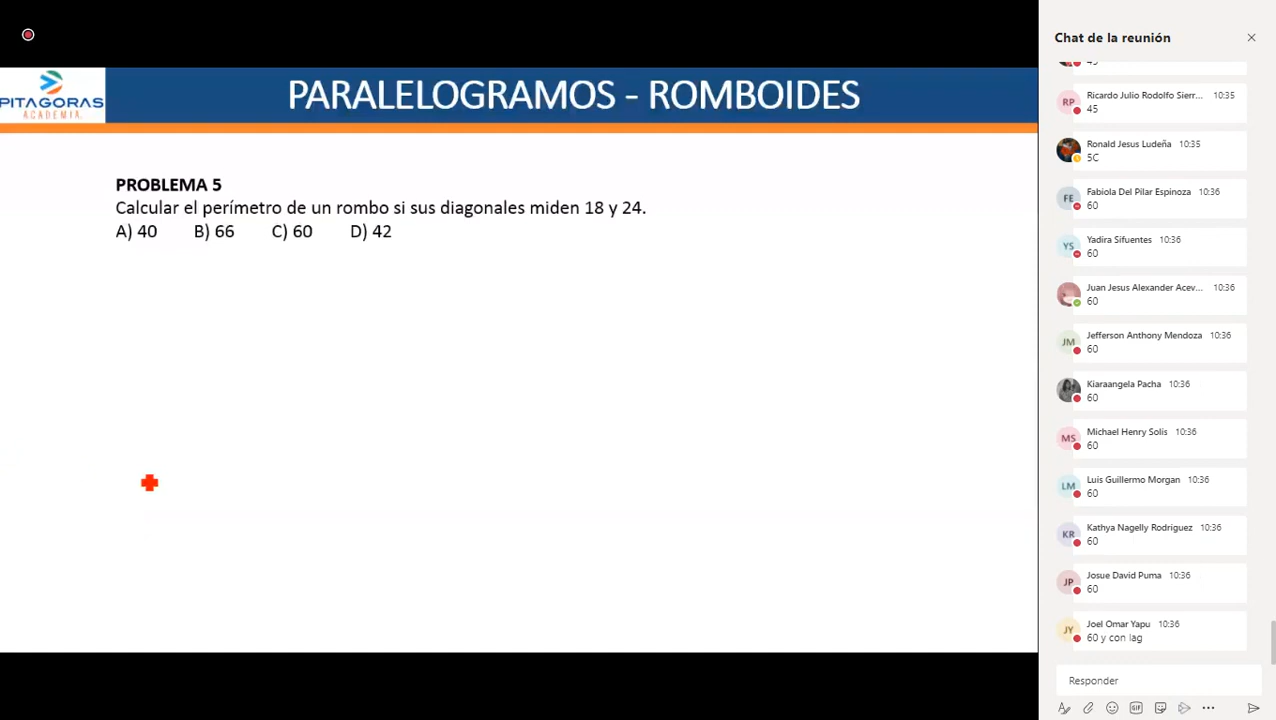 Chat de la reunión
PITAGORAS
ACADEMIA
PARALELOGRAMOS - ROMBOIDES
PROBLEMA 5
Calcular el perímetro de un rombo si sus diagonales miden 18 y 24.
A) 40 B) 66 C) 60 D) 42
45
RP Ricardo Julio Rodolfo Sierr... 10:35
45
Ronald Jesus Ludeña 10:35
5C
FE Fabiola Del Pilar Espinoza 10:36
60
YS Yadira Sifuentes 10:36
60
Juan Jesus Alexander Acev... 10:36
60
JM Jefferson Anthony Mendoza 10:36
60
Kiaraangela Pacha 10:36
60
MS Michael Henry Solis 10:36
60
LM Luis Guillermo Morgan 10:36
60
KR Kathya Nagelly Rodriguez 10:36
60
JP Josue David Puma 10:36
60
JY Joel Omar Yapu 10:36
60 y con lag
Responder
GIF